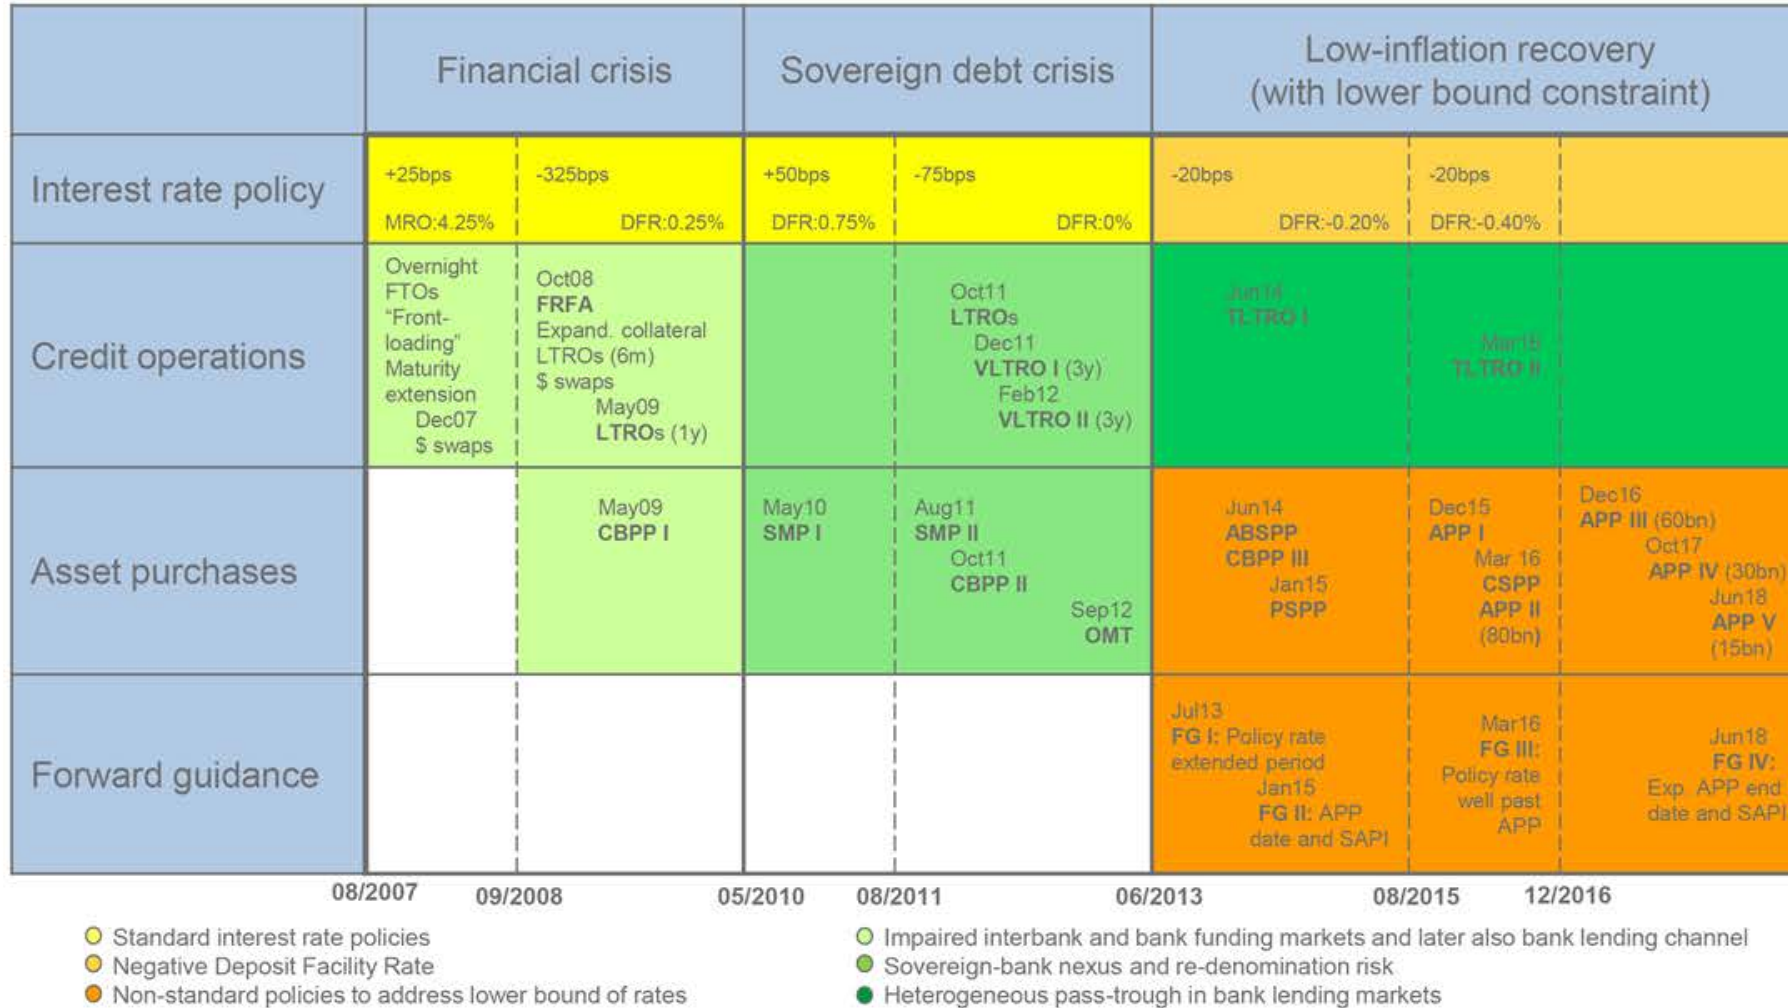 Financial crisis
Sovereign debt crisis
Low-inflation recovery
(with lower bound constraint)
Interest rate policy
+25bps
MRO:4.25%
-325bps
DFR:0.25%
+50bps
DFR:0.75%
-75bps
DFR:0%
-20bps
DFR:-0.20%
-20bps
DFR:-0.40%
Credit operations
Overnight
FTOs
“Front-
loading”
Maturity
extension
Dec07
$ swaps
Oct08
FRFA
Expand. collateral
LTROs (6m)
$ swaps
May09
LTROs (1y)
Oct11
LTROs
Dec11
VLTRO I (3y)
Feb12
VLTRO II (3y)
Jun14
TLTRO I
Mar16
TLTRO II
Asset purchases
May09
CBPP I
May10
SMP I
Aug11
SMP II
Oct11
CBPP II
Sep12
OMT
Jun14
ABSPP
CBPP III
Jan15
PSPP
Dec15
APP I
Mar 16
CSPP
APP II
(80bn)
Dec16
APP III (60bn)
Oct17
APP IV (30bn)
Jun18
APP V
(15bn)
Forward guidance
Jul13
FG I: Policy rate
extended period
Jan15
FG II: APP
date and SAPI
Mar16
FG III:
Policy rate
well past
APP
Jun18
FG IV:
Exp. APP end
date and SAPI
08/2007
09/2008
05/2010
08/2011
06/2013
08/2015
12/2016
Standard interest rate policies
Negative Deposit Facility Rate
Non-standard policies to address lower bound of rates
Impaired interbank and bank funding markets and later also bank lending channel
Sovereign-bank nexus and re-denomination risk
Heterogeneous pass-trough in bank lending markets